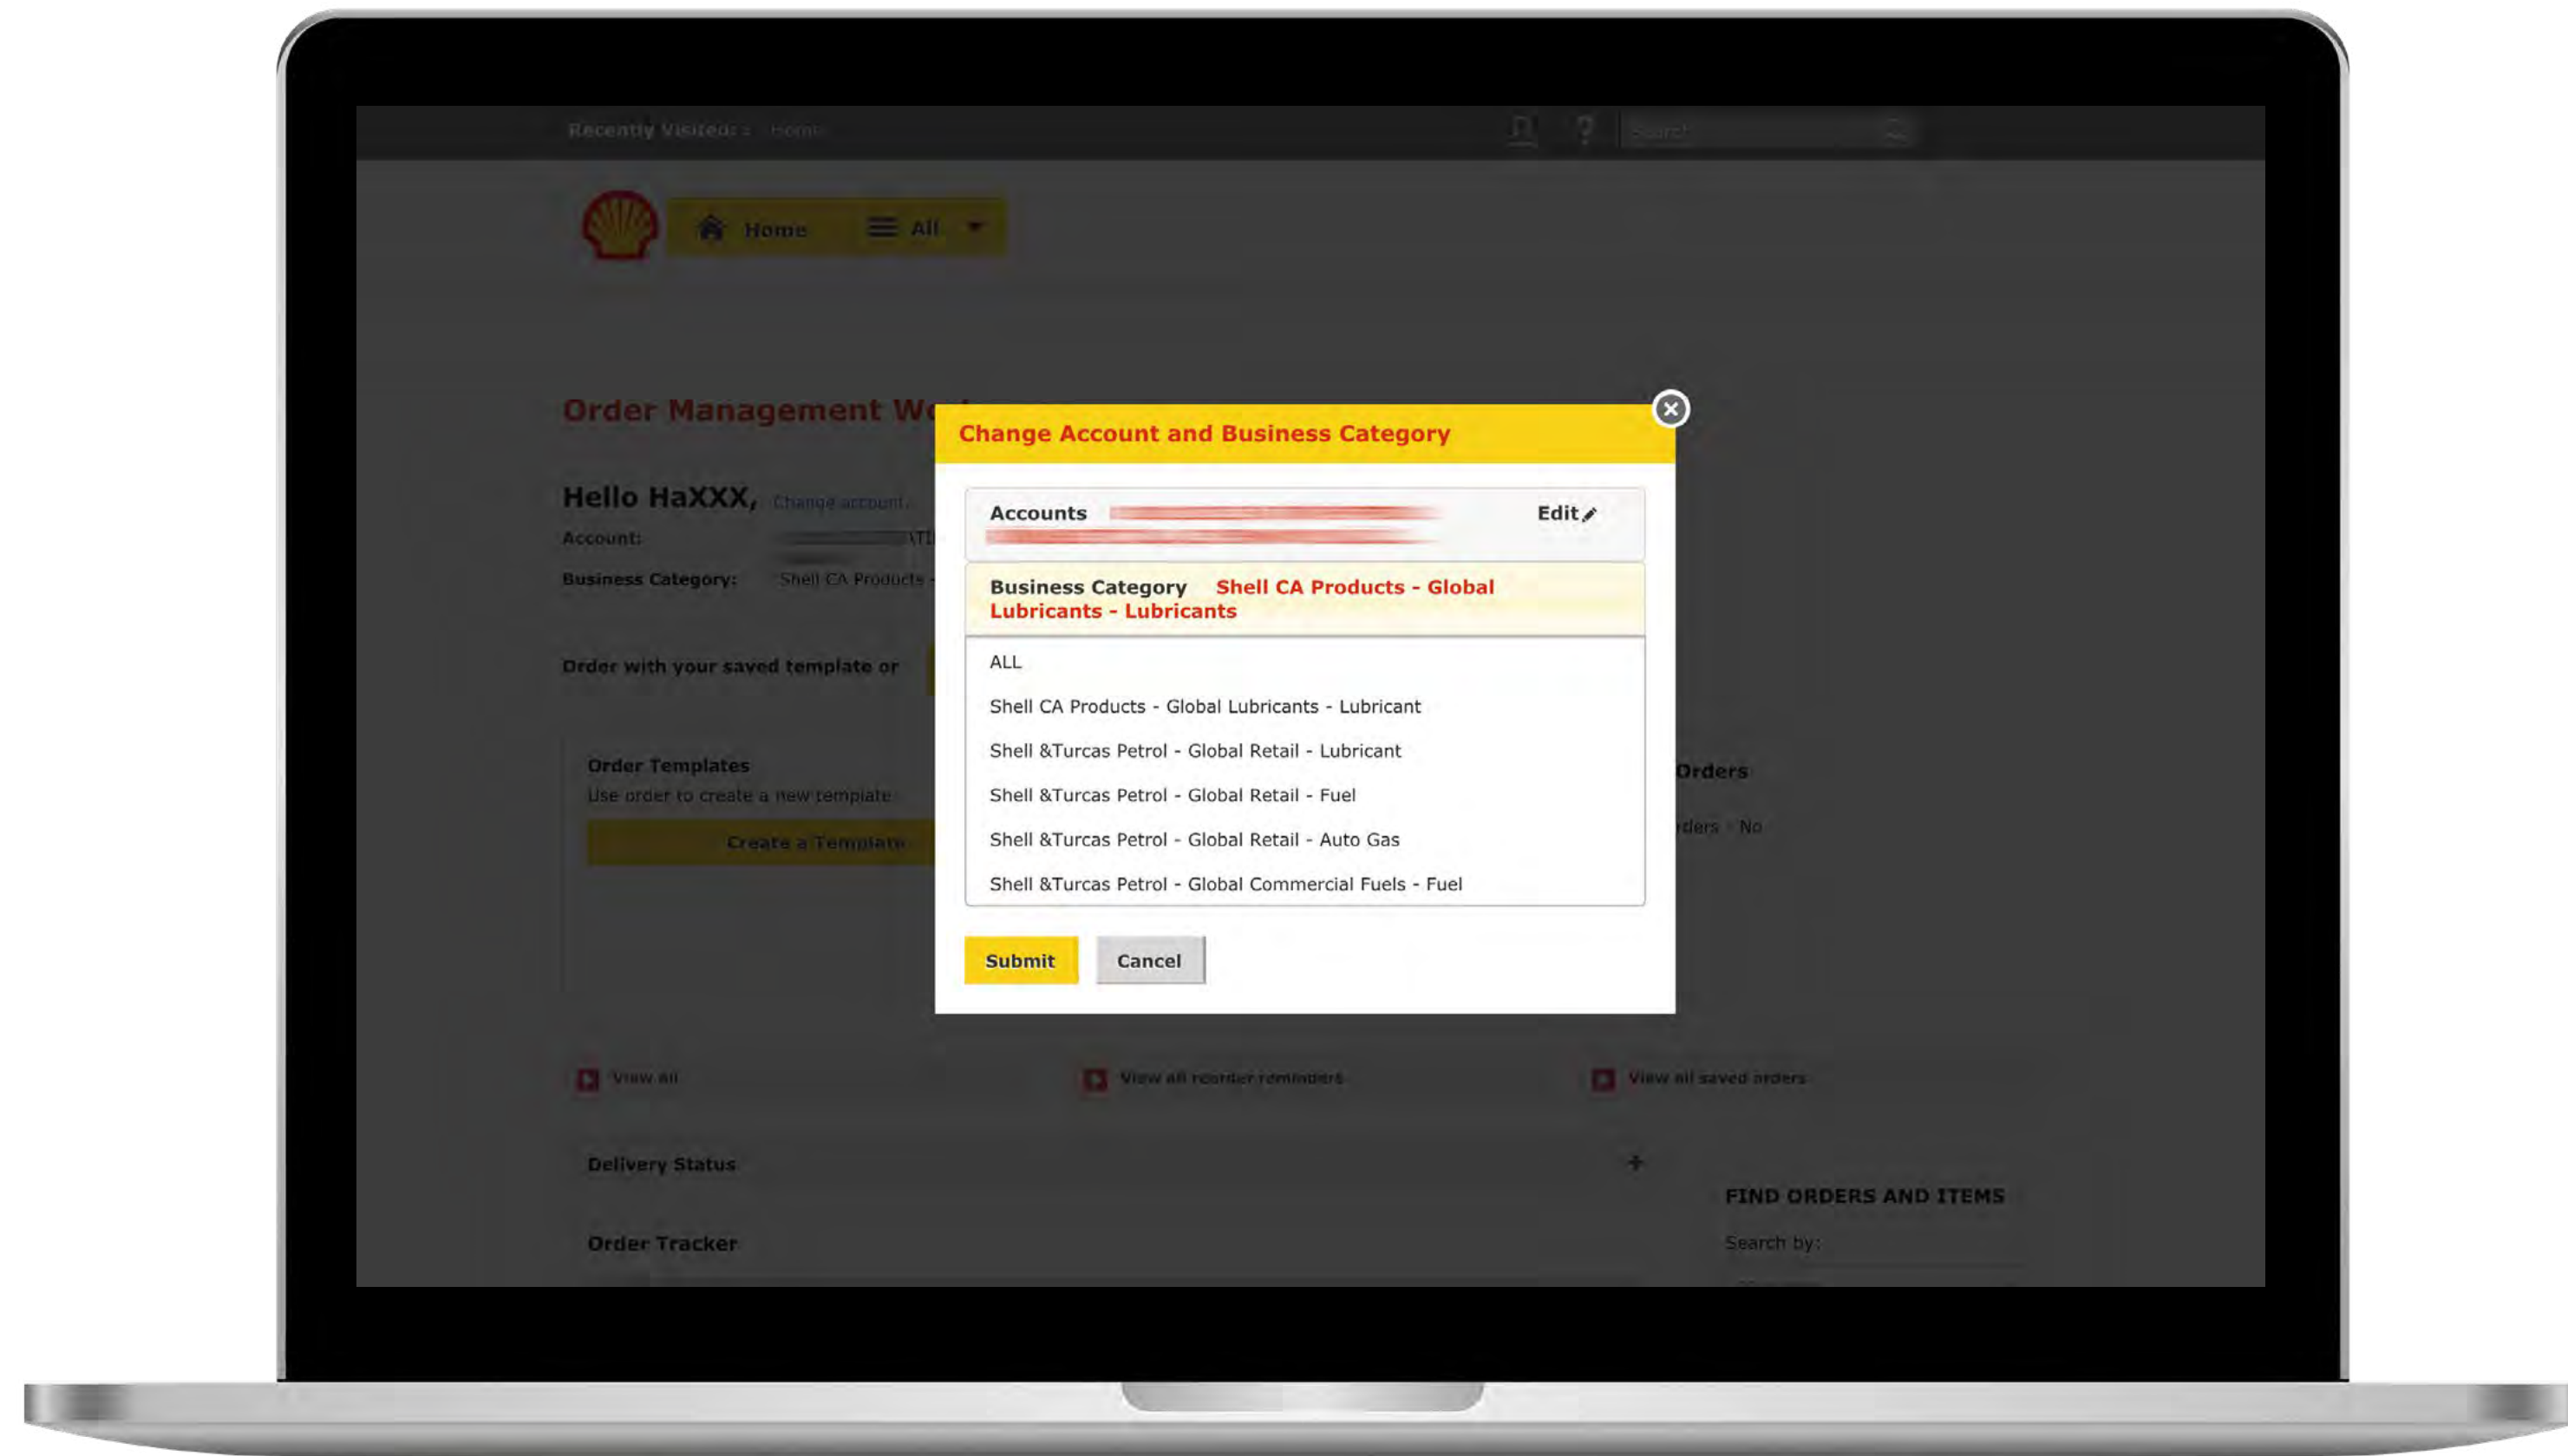 Recently Visited: : Home
Search
Home
All
Order Management
Change Account and Business Category
Hello HaXXX, Change account.
Accounts
Edit
Account:
Business Category: Shell CA Products -
Business Category Shell CA Products - Global
Lubricants - Lubricants
ALL
Shell CA Products - Global Lubricants - Lubricant
Shell &Turcas Petrol - Global Retail - Lubricant
Shell &Turcas Petrol - Global Retail - Fuel
Shell &Turcas Petrol - Global Retail - Auto Gas
Shell &Turcas Petrol - Global Commercial Fuels - Fuel
Submit
Cancel
Order with your saved template or
Order Templates
Use order to create a new template.
Create a Template
Orders
No
View all
View all reorder reminders
View all saved orders
Delivery Status
FIND ORDERS AND ITEMS
Order Tracker
Search by: